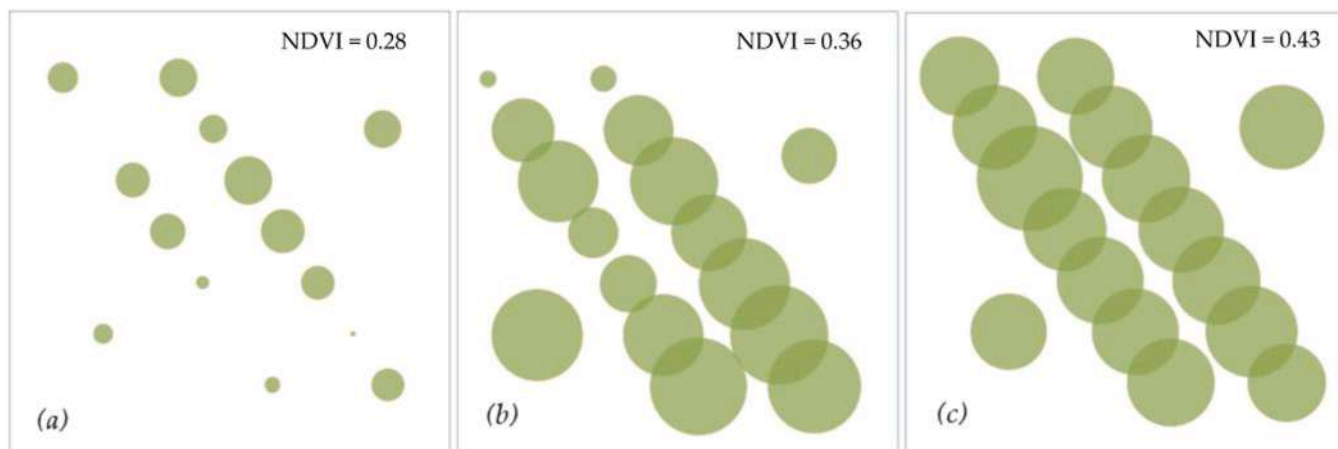 NDVI = 0.28
(a)
NDVI = 0.36
(b)
NDVI = 0.43
(c)